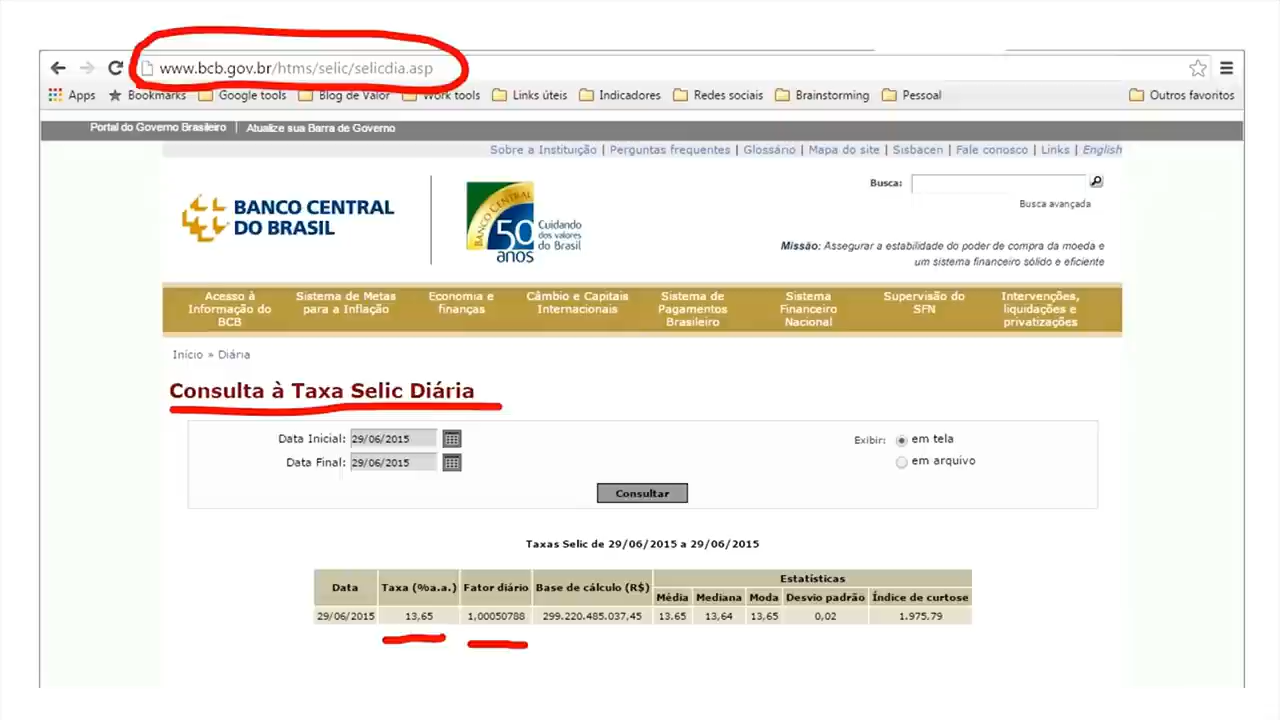 www.bcb.gov.br/htms/selic/selicdia.asp
Apps Bookmarks Google tools Blog de Valor Work tools Links úteis Indicadores Redes sociais Brainstorming Pessoal Outros favoritos
Portal do Governo Brasileiro | Atualize sua Barra de Governo
Sobre a Instituição | Perguntas frequentes | Glossário | Mapa do site | Sisbacen | Fale conosco | Links | English
BANCO CENTRAL
DO BRASIL
BANCO CENTRAL
50
anos
Cuidando
dos valores
do Brasil
Busca:
Busca avançada
Missão: Assegurar a estabilidade do poder de compra da moeda e
um sistema financeiro sólido e eficiente
Acesso à
Informação do
BCB
Sistema de Metas
para a Inflação
Economia e
finanças
Câmbio e Capitais
Internacionais
Sistema de
Pagamentos
Brasileiro
Sistema
Financeiro
Nacional
Supervisão do
SFN
Intervenções,
liquidações e
privatizações
Início » Diária
Consulta à Taxa Selic Diária
Data Inicial: 29/06/2015
Data Final: 29/06/2015
Exibir: em tela
em arquivo
Consultar
Taxas Selic de 29/06/2015 a 29/06/2015
Estatísticas
Data Taxa (%a.a.) Fator diário Base de cálculo (R$) Média Mediana Moda Desvio padrão Índice de curtose
29/06/2015 13,65 1,00050788 299.220.485.037,45 13,65 13,64 13,65 0,02 1.975,79